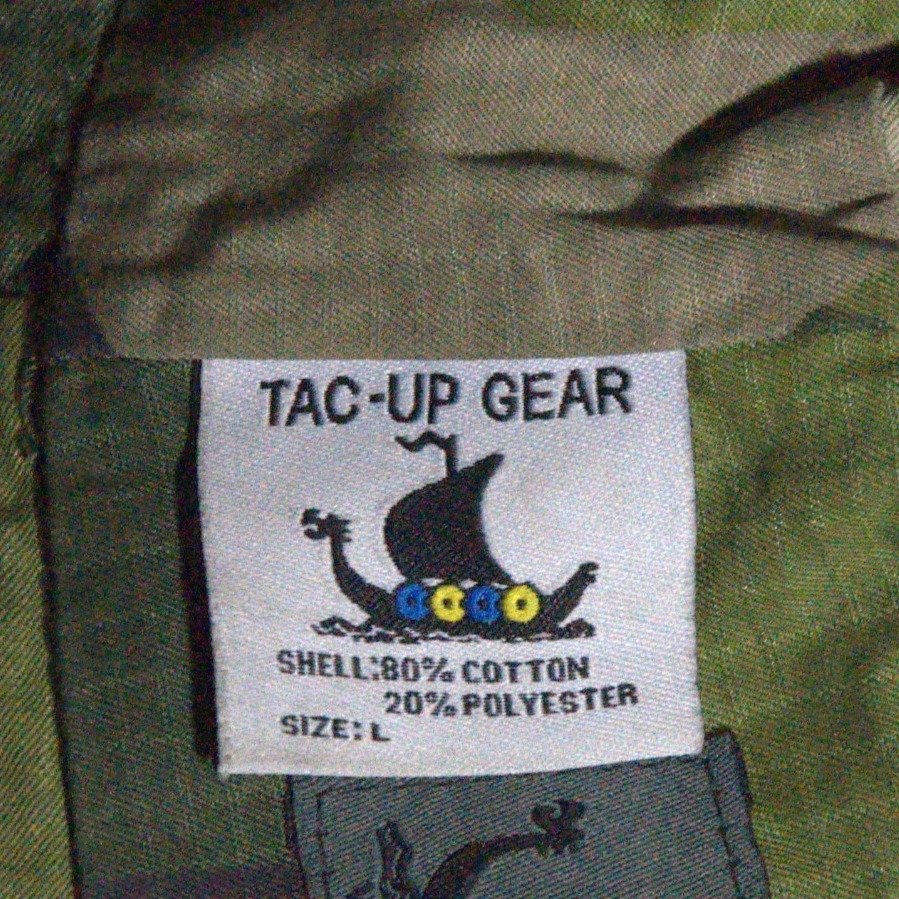 TAC-UP GEAR
SHELL:80% COTTON
20% POLYESTER
SIZE: L